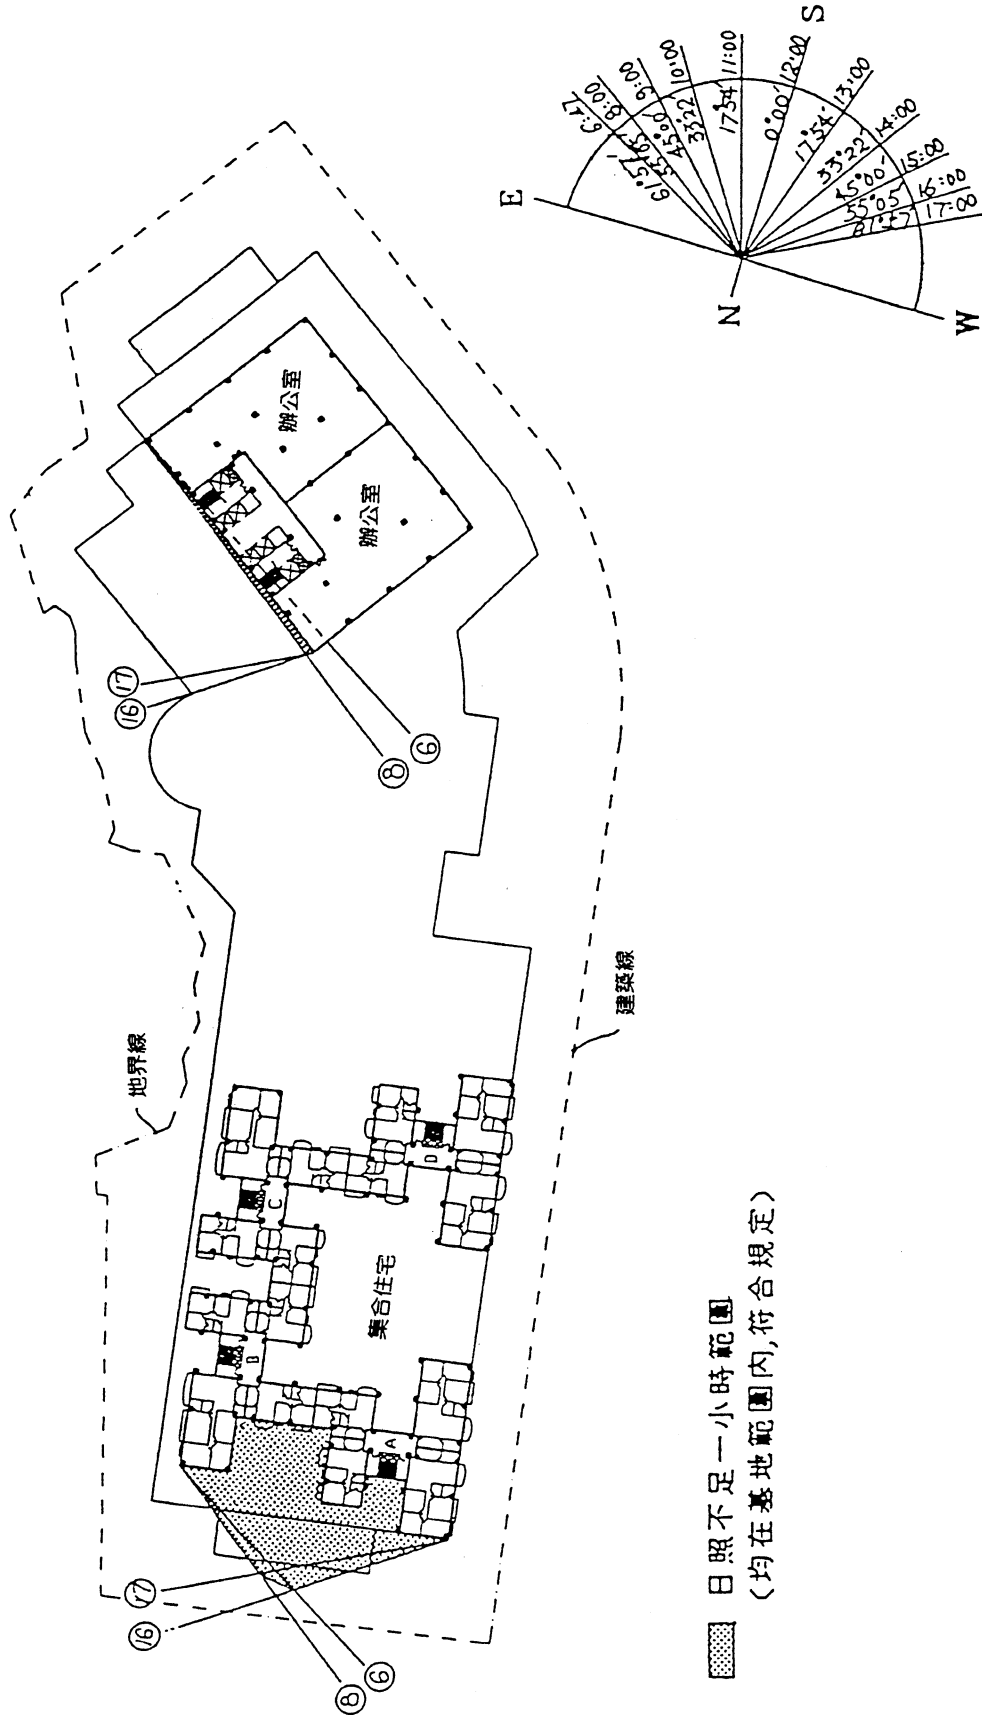 地界線
建築線
集合住宅
A
B
C
D
辦公室
辦公室
⑯
⑰
⑧
⑥
⑯
⑰
⑧
⑥
日照不足一小時範圍
(均在基地範圍內,符合規定)
E
S
N
W
6:47
8:00
9:00
10:00
11:00
12:00
13:00
14:00
15:00
16:00
17:00
61°57′
55°05′
45°00′
33°22′
17°54′
0°00′
17°54′
33°22′
45°00′
55°05′
61°57′